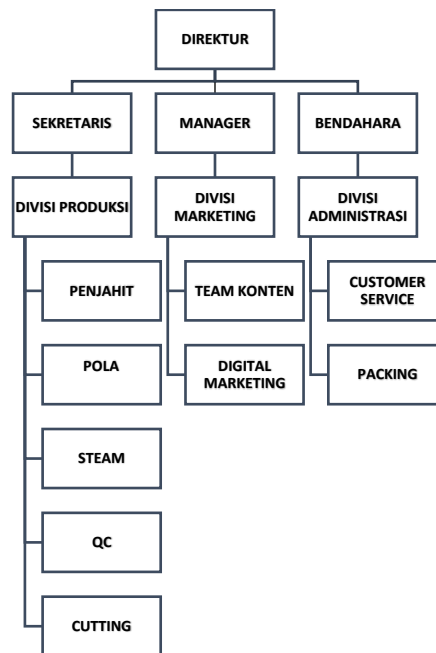 DIREKTUR
SEKRETARIS
MANAGER
BENDAHARA
DIVISI PRODUKSI
DIVISI
MARKETING
DIVISI
ADMINISTRASI
PENJAHIT
TEAM KONTEN
CUSTOMER
SERVICE
POLA
DIGITAL
MARKETING
PACKING
STEAM
QC
CUTTING